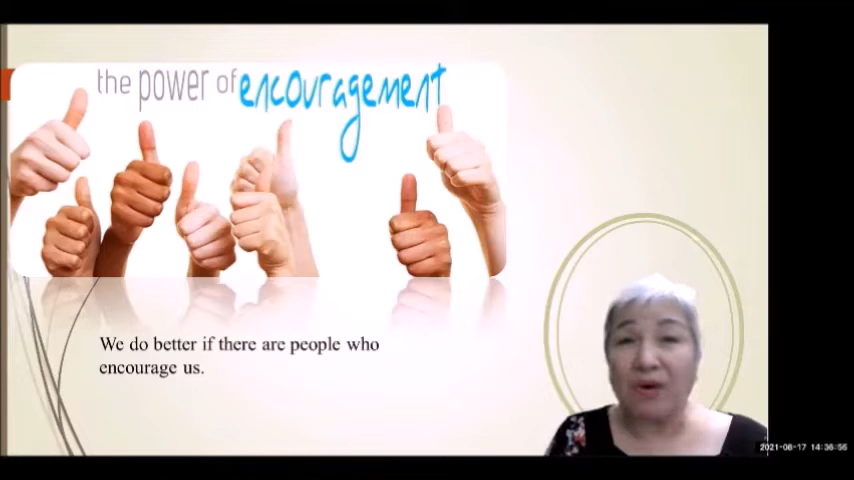 the power of encouragement
We do better if there are people who
encourage us.
2021-08-17 14:36:56